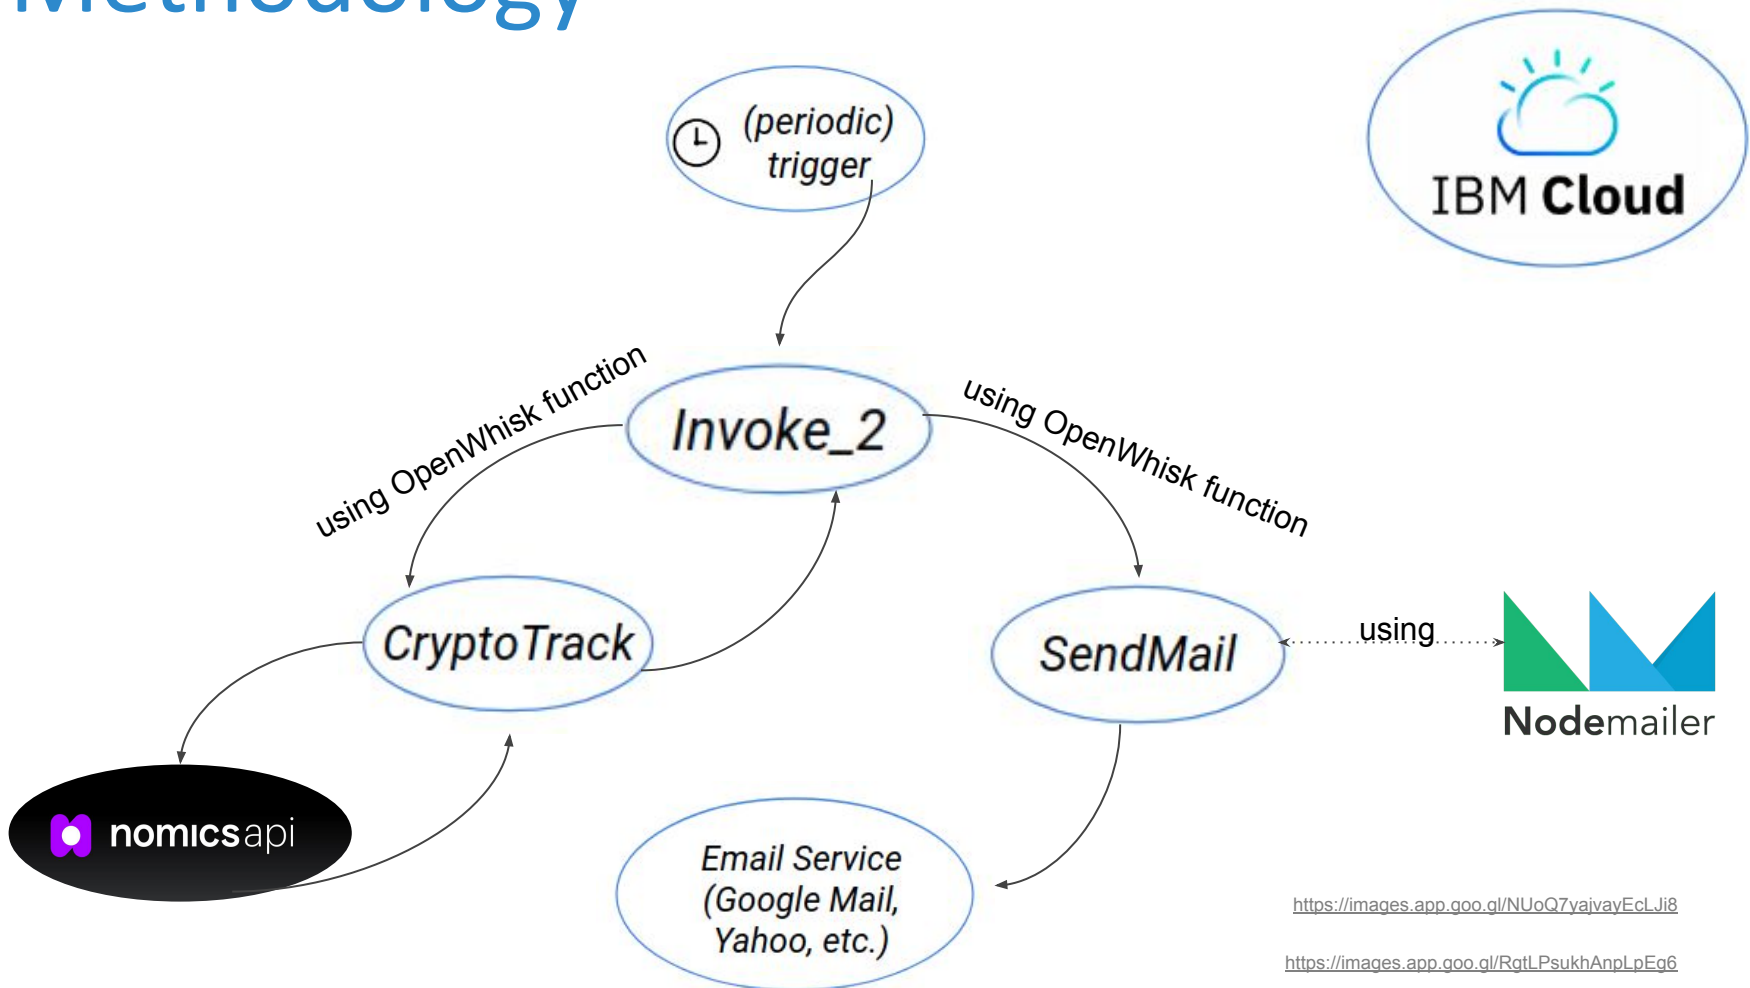 Methodology
(periodic)
trigger
IBM Cloud
using OpenWhisk function
Invoke_2
using OpenWhisk function
CryptoTrack
SendMail
using
Nodemailer
nomicsapi
Email Service
(Google Mail,
Yahoo, etc.)
https://images.app.goo.gl/NUoQ7yajvayEcLJi8
https://images.app.goo.gl/RgtLPsukhAnpLpEg6